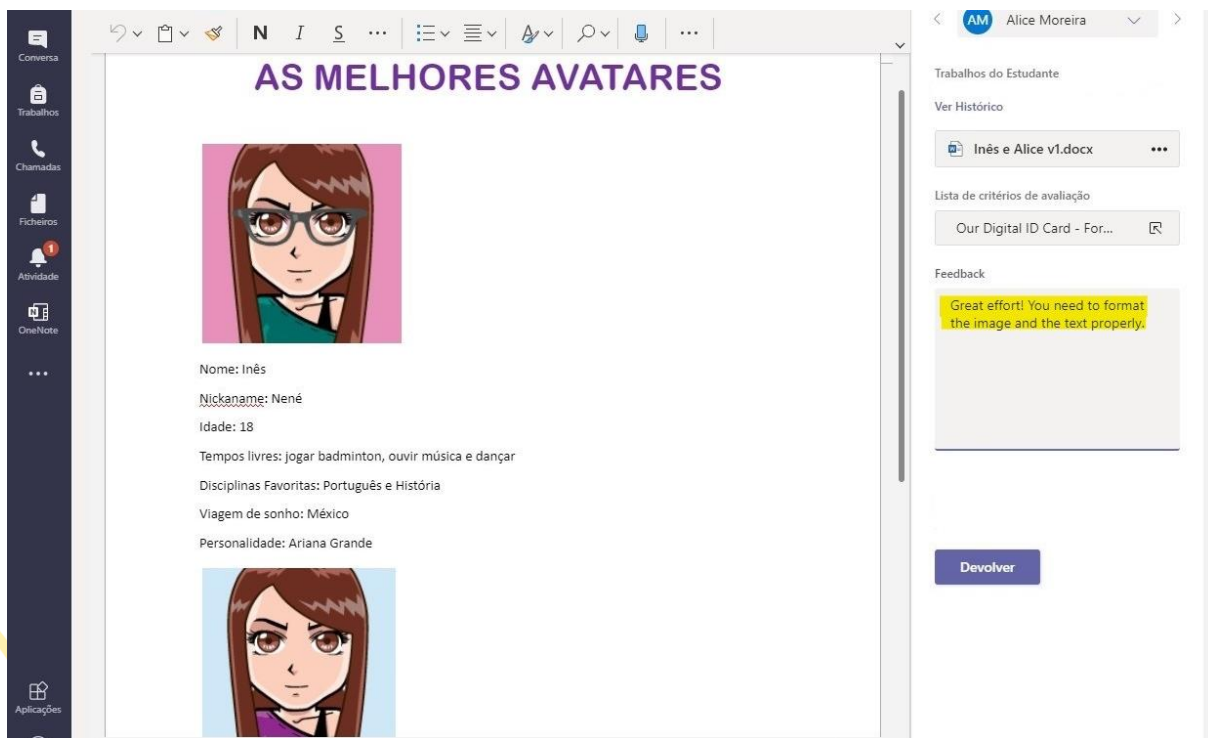 Conversa
Trabalhos
Chamadas
Ficheiros
1
Atividade
OneNote
Aplicações
N I S
AS MELHORES AVATARES
Nome: Inês
Nickaname: Nené
Idade: 18
Tempos livres: jogar badminton, ouvir música e dançar
Disciplinas Favoritas: Português e História
Viagem de sonho: México
Personalidade: Ariana Grande
AM Alice Moreira
Trabalhos do Estudante
Ver Histórico
Inês e Alice v1.docx
Lista de critérios de avaliação
Our Digital ID Card - For...
Feedback
Great effort! You need to format
the image and the text properly.
Devolver